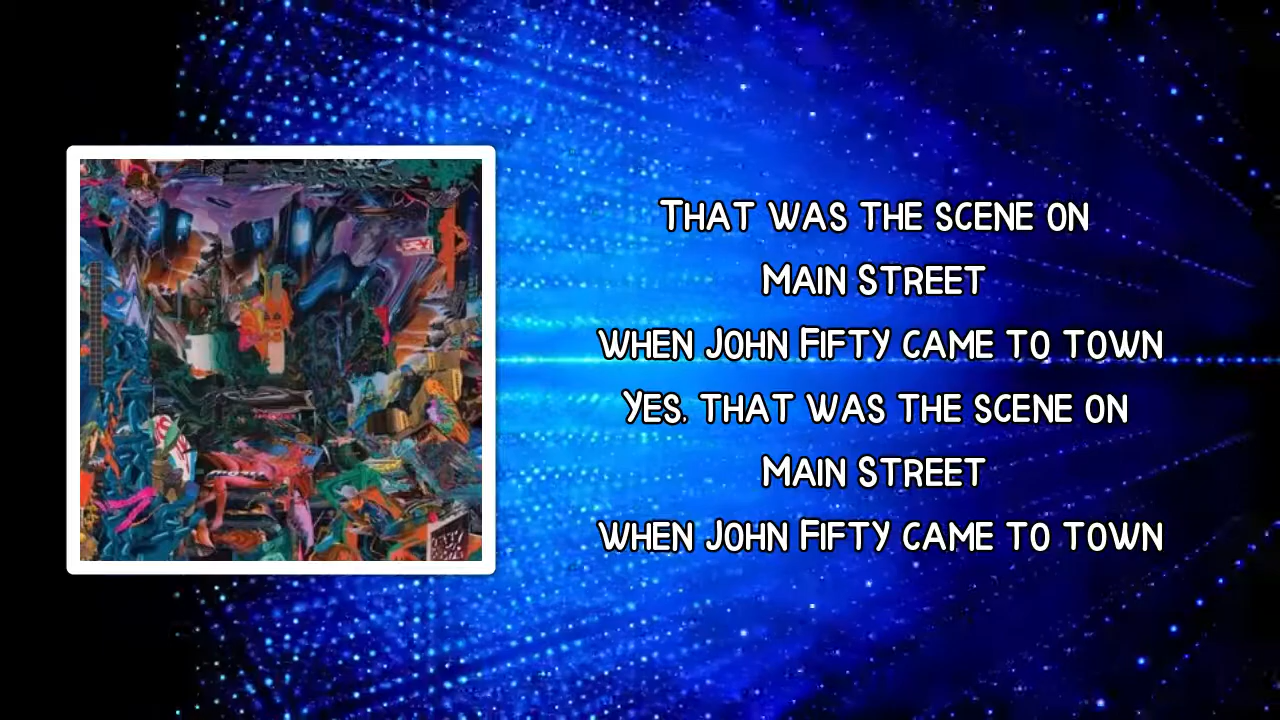 That was the scene on
Main Street
when John Fifty came to town
Yes, that was the scene on
Main Street
when John Fifty came to town